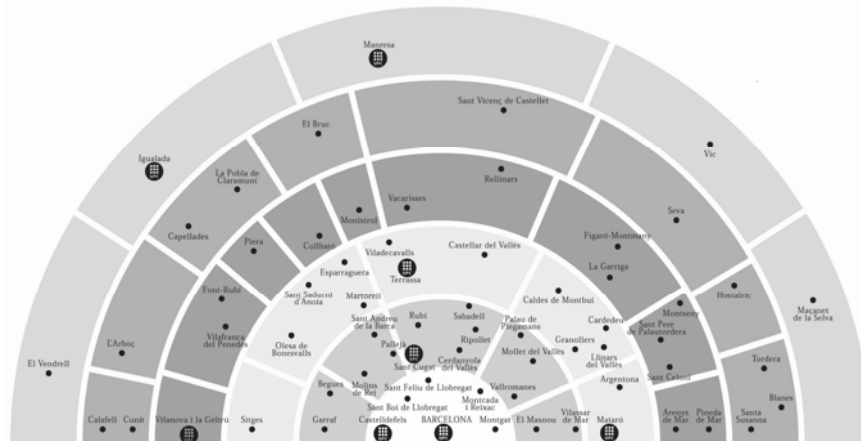 Manresa
Sant Vicenç de Castellet
El Bruc
Vic
Igualada
La Pobla de
Claramunt
Rellinars
Vacarisses
Seva
Monistrol
Capellades
Piera
Collbató
Figaró-Montmany
Viladecavalls
Castellar del Vallès
Esparraguera
La Garriga
Terrassa
Font-Rubí
Sant Sadurní
d'Anoia
Martorell
Caldes de Montbui
Hostalric
Montseny
Maçanet
de la Selva
Vilafranca
del Penedès
Sant Andreu
de la Barca
Rubí
Sabadell
Palau de
Plegamans
Cardedeu
Sant Pere
de Palautordera
L'Arboç
Olesa de
Bonesvalls
Pallejà
Ripollet
Granollers
Mollet del Vallès
Llinars
del Vallès
Tordera
El Vendrell
Sant Cugat
Cerdanyola
del Vallès
Sant Celoni
Begues
Molins
de Rei
Sant Feliu de Llobregat
Vallromanes
Argentona
Montcada
i Reixac
Sant Boi de Llobregat
Blanes
Calafell
Cunit
Vilanova i la Geltrú
Sitges
Garraf
Castelldefels
BARCELONA
Montgat
El Masnou
Vilassar
de Mar
Mataró
Arenys
de Mar
Pineda
de Mar
Santa
Susanna